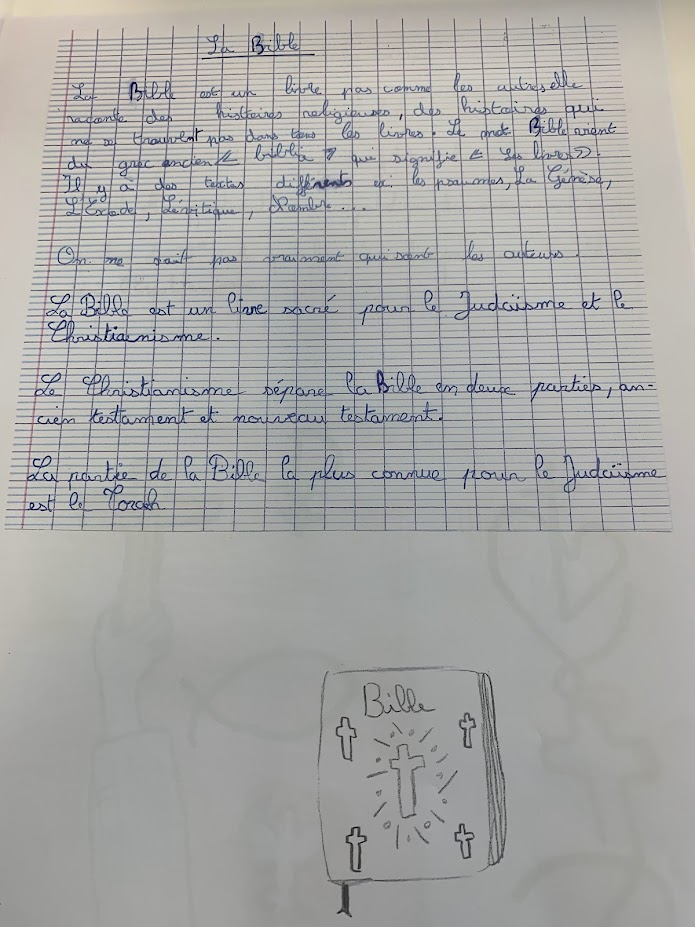 La Bible
La Bible est un livre pas comme les autres elle
raconte des histoires religieuses, des histoires qui
ne se trouvent pas dans tous les livres. Le mot Bible vient
du grec ancien « biblia » qui signifie « Les livres ».
Il y à des textes différents ex: les psaumes, La Génèse,
L'Exode, Lévitique, Nombre...
On ne sait pas vraiment qui sont les auteurs.
La Bible est un livre sacré pour le Judaïsme et le
Christianisme.
Le Christianisme sépare la Bible en deux parties, an-
cien testament et nouveau testament.
La partie de la Bible la plus connue pour le Judaïsme
est le Torah
Bible